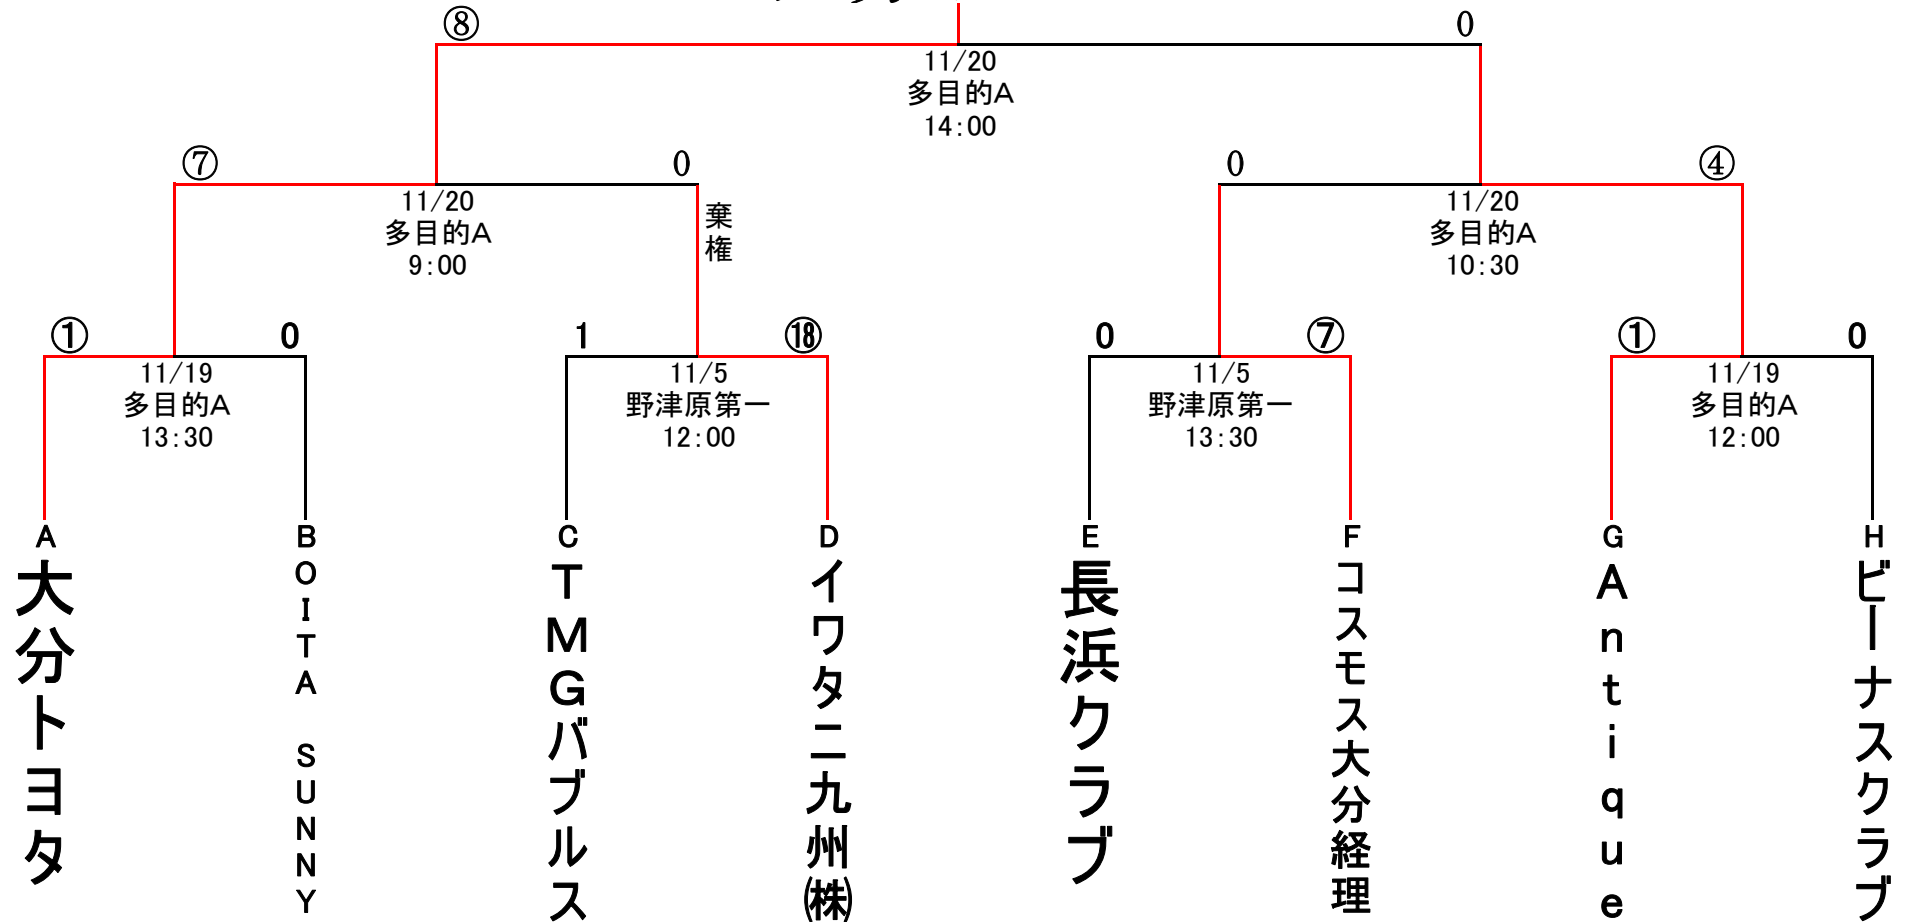 ⑧
0
11/20
多目的A
14:00
⑦
0
11/20
多目的A
9:00
棄権
0
④
11/20
多目的A
10:30
①
0
11/19
多目的A
13:30
1
⑱
11/5
野津原第一
12:00
0
⑦
11/5
野津原第一
13:30
①
0
11/19
多目的A
12:00
A
大分トヨタ
B
OITA SUNNY
C
TMGバブルス
D
イワタニ九州㈱
E
長浜クラブ
F
コスモス大分経理
G
Antique
H
ビーナスクラブ